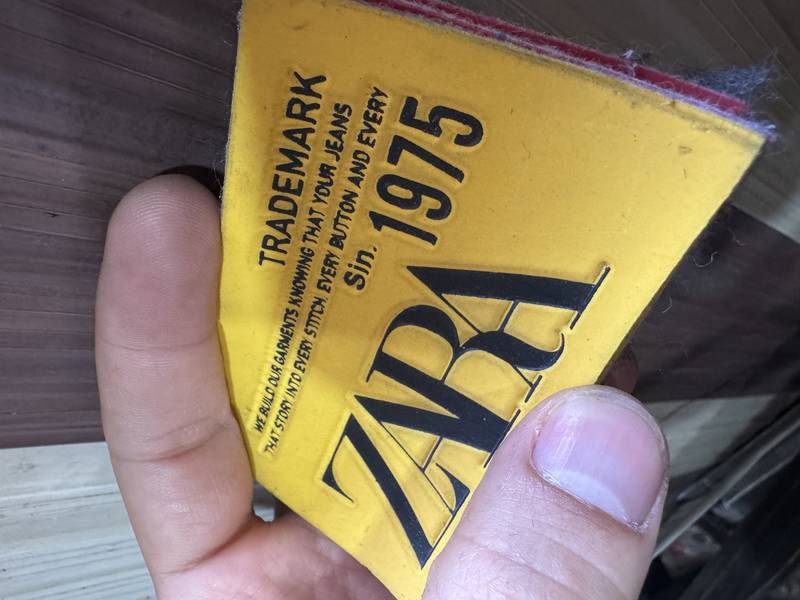 TRADEMARK
WE BUILD OUR GARMENTS KNOWING THAT YOUR JEANS
THAT STORY INTO EVERY STITCH, EVERY BUTTON AND EVERY
Sin. 1975
ZARA